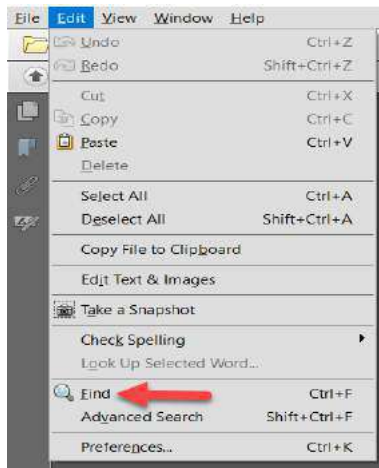 File Edit View Window Help
Undo Ctrl+Z
Redo Shift+Ctrl+Z
Cut Ctrl+X
Copy Ctrl+C
Paste Ctrl+V
Delete
Select All Ctrl+A
Deselect All Shift+Ctrl+A
Copy File to Clipboard
Edit Text & Images
Take a Snapshot
Check Spelling
Look Up Selected Word...
Find Ctrl+F
Advanced Search Shift+Ctrl+F
Preferences... Ctrl+K